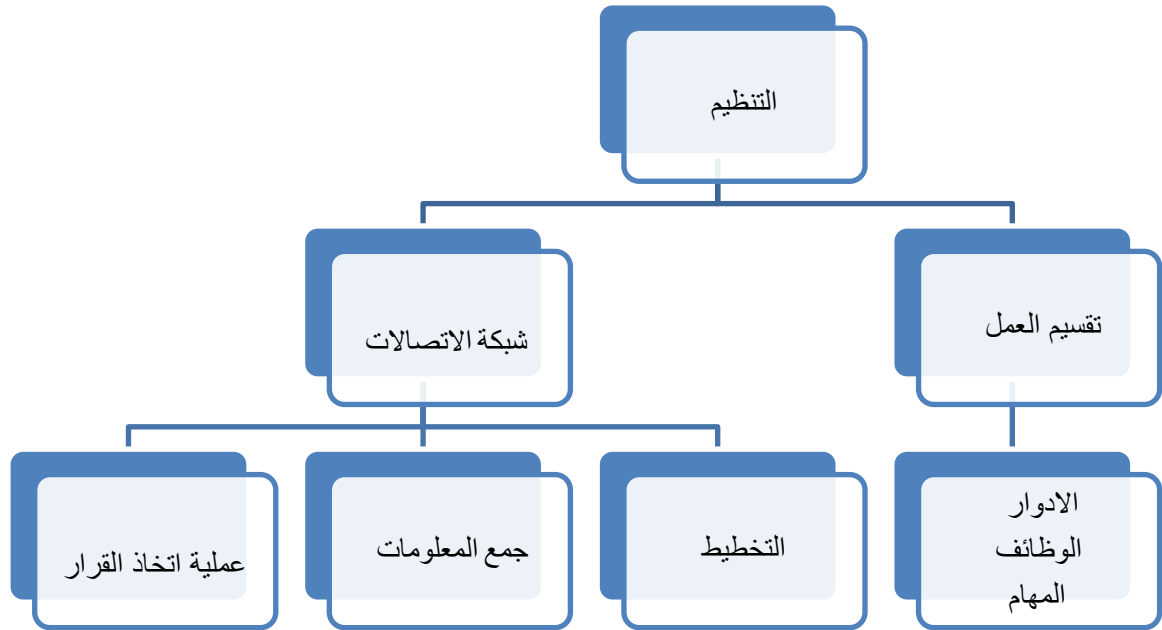 التنظيم
تقسيم العمل
شبكة الاتصالات
الادوار
الوظائف
المهام
التخطيط
جمع المعلومات
عملية اتخاذ القرار